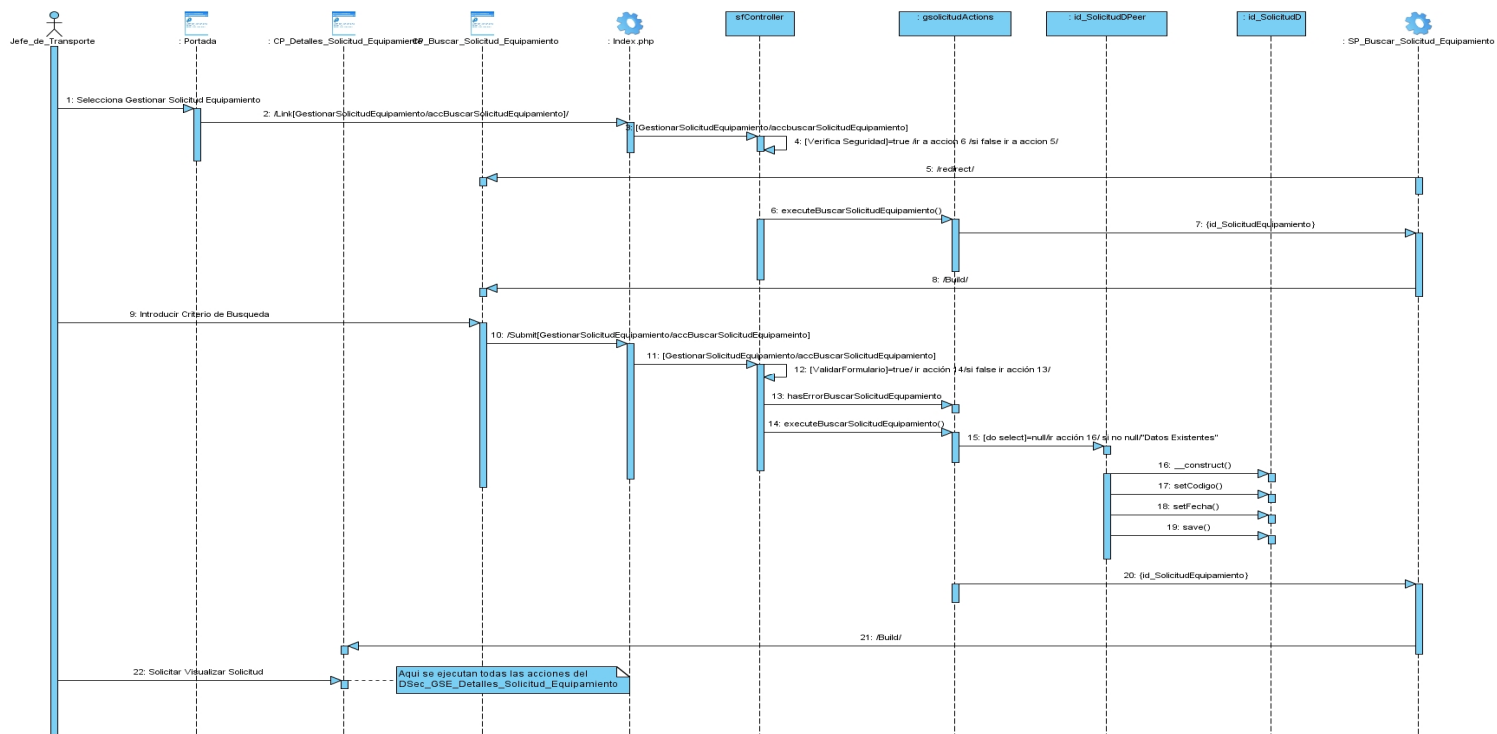 Jefe_de_Transporte
: Portada
: CP_Detalles_Solicitud_Equipamiento
: CP_Buscar_Solicitud_Equipamiento
: Index.php
sfController
: gsolicitudActions
: id_SolicitudDPeer
: id_SolicitudD
: SP_Buscar_Solicitud_Equipamiento
1: Selecciona Gestionar Solicitud Equipamiento
2: /Link[GestionarSolicitudEquipamiento/accBuscarSolicitudEquipamiento]/
3: [GestionarSolicitudEquipamiento/accbuscarSolicitudEquipamiento]
4: [Verifica Seguridad]=true /ir a accion 6 /si false ir a accion 5/
5: /redirect/
6: executeBuscarSolicitudEquipamiento()
7: {id_SolicitudEquipamiento}
8: /Build/
9: Introducir Criterio de Busqueda
10: /Submit[GestionarSolicitudEquipamiento/accBuscarSolicitudEquipameinto]
11: [GestionarSolicitudEquipamiento/accBuscarSolicitudEquipamiento]
12: [ValidarFormulario]=true/ ir acción 14/si false ir acción 13/
13: hasErrorBuscarSolicitudEqupamiento
14: executeBuscarSolicitudEquipamiento()
15: [do select]=null/ir acción 16/ si no null/"Datos Existentes"
16: __construct()
17: setCodigo()
18: setFecha()
19: save()
20: {id_SolicitudEquipamiento}
21: /Build/
22: Solicitar Visualizar Solicitud
Aqui se ejecutan todas las acciones del
DSec_GSE_Detalles_Solicitud_Equipamiento